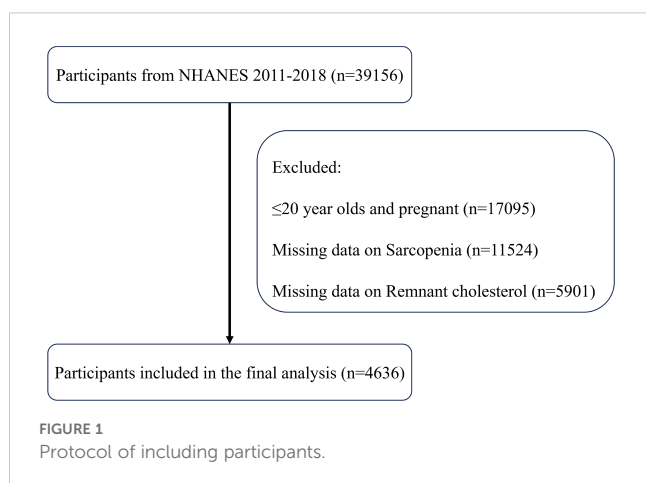 Participants from NHANES 2011-2018 (n=39156)
Excluded:
≤20 year olds and pregnant (n=17095)
Missing data on Sarcopenia (n=11524)
Missing data on Remnant cholesterol (n=5901)
Participants included in the final analysis (n=4636)
FIGURE 1
Protocol of including participants.